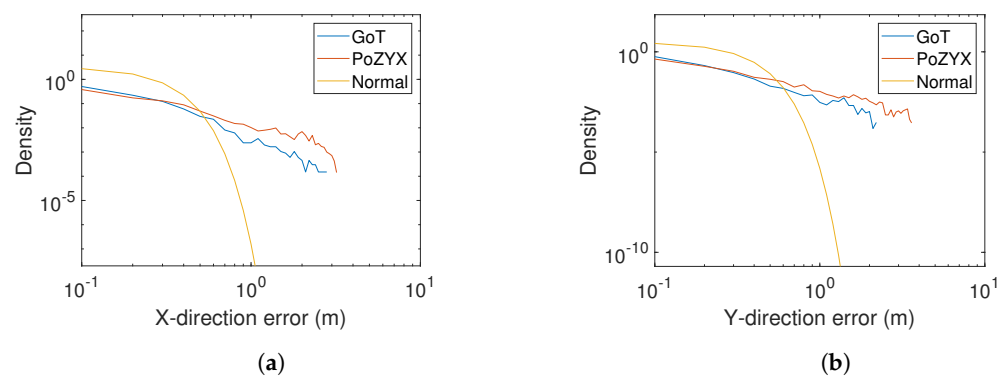 GoT
PoZYX
Normal
10^0
10^-5
Density
10^-1
10^0
10^1
X-direction error (m)
(a)
GoT
PoZYX
Normal
10^0
10^-10
Density
10^-1
10^0
10^1
Y-direction error (m)
(b)